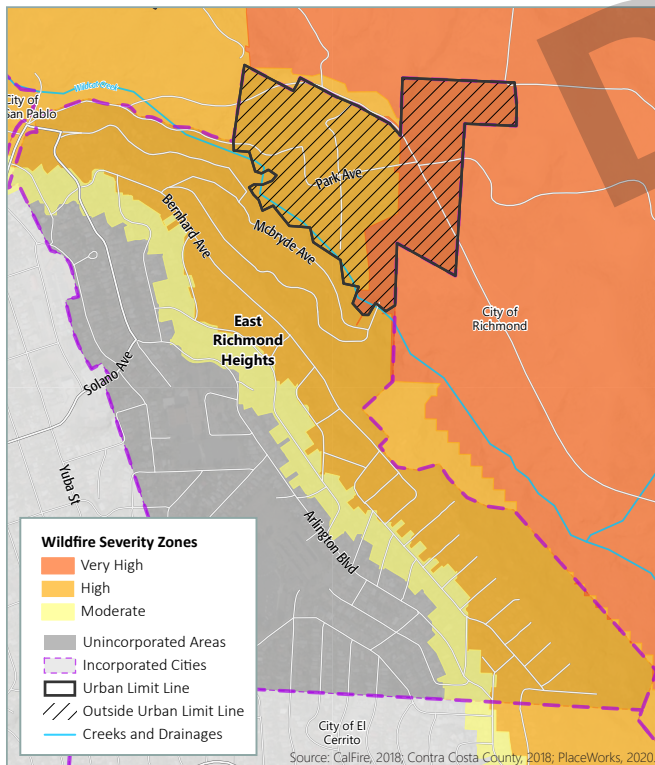 Wildcat Creek
City of
San Pablo
Park Ave
Bernhard Ave
Mcbryde Ave
East
Richmond
Heights
City of
Richmond
Solano Ave
Yuba St
Arlington Blvd
Wildfire Severity Zones
Very High
High
Moderate
Unincorporated Areas
Incorporated Cities
Urban Limit Line
Outside Urban Limit Line
Creeks and Drainages
City of El
Cerrito
Source: CalFire, 2018; Contra Costa County, 2018; PlaceWorks, 2020.